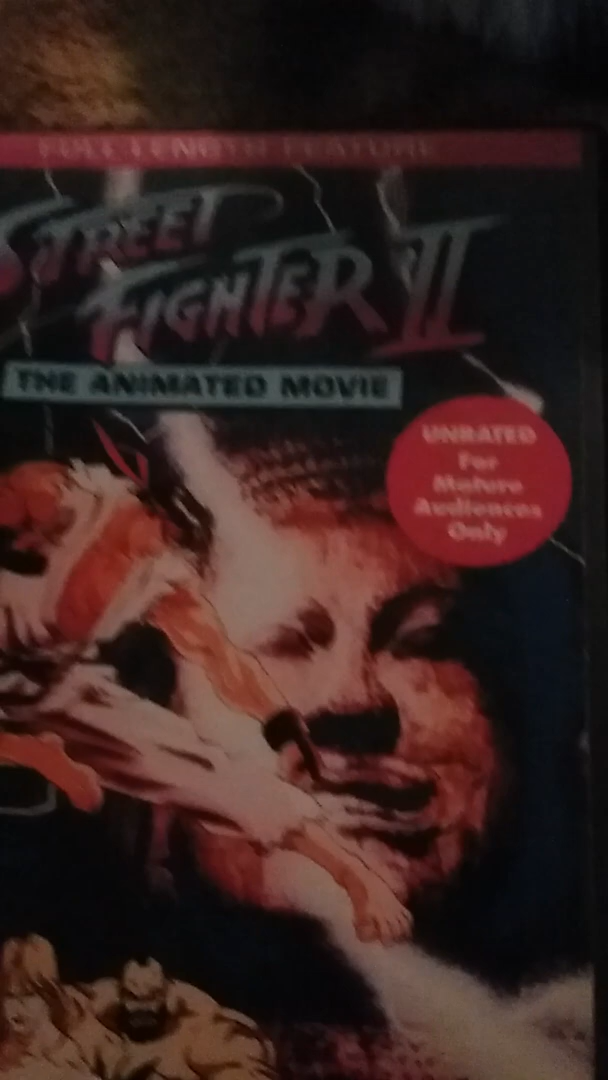 FULL LENGTH FEATURE
STREET
FIGHTER II
THE ANIMATED MOVIE
UNRATED
For
Mature
Audiences
Only